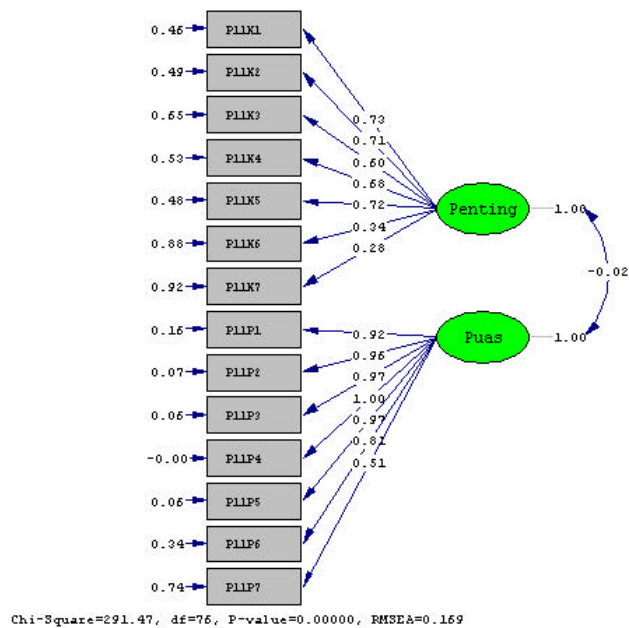 0.46 P11K1
0.49 P11K2
0.65 P11K3
0.53 P11K4
0.48 P11K5
0.88 P11K6
0.92 P11K7
0.16 P11P1
0.07 P11P2
0.06 P11P3
-0.00 P11P4
0.06 P11P5
0.34 P11P6
0.74 P11P7
0.73
0.71
0.60
0.68
0.72
0.34
0.28
Penting 1.00
-0.02
0.92
0.96
0.97
1.00
0.97
0.81
0.51
Puas 1.00
Chi-Square=291.47, df=76, P-value=0.00000, RMSEA=0.169